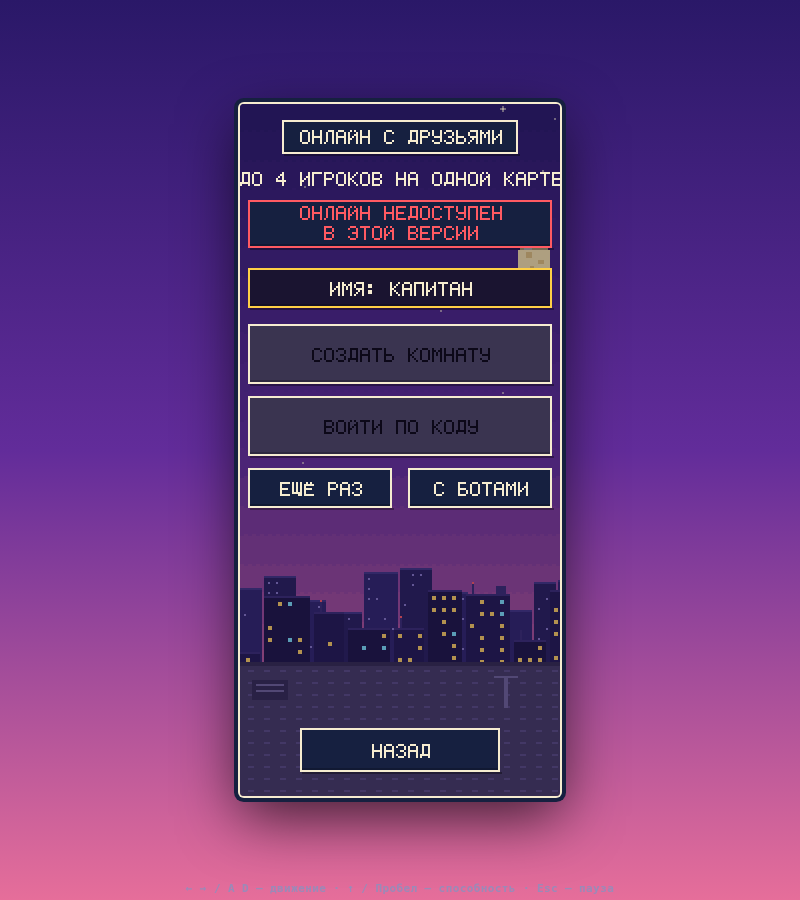 ОНЛАЙН С ДРУЗЬЯМИ
ДО 4 ИГРОКОВ НА ОДНОЙ КАРТЕ
ОНЛАЙН НЕДОСТУПЕН
В ЭТОЙ ВЕРСИИ
ИМЯ: КАПИТАН
СОЗДАТЬ КОМНАТУ
ВОЙТИ ПО КОДУ
ЕЩЁ РАЗ
С БОТАМИ
НАЗАД